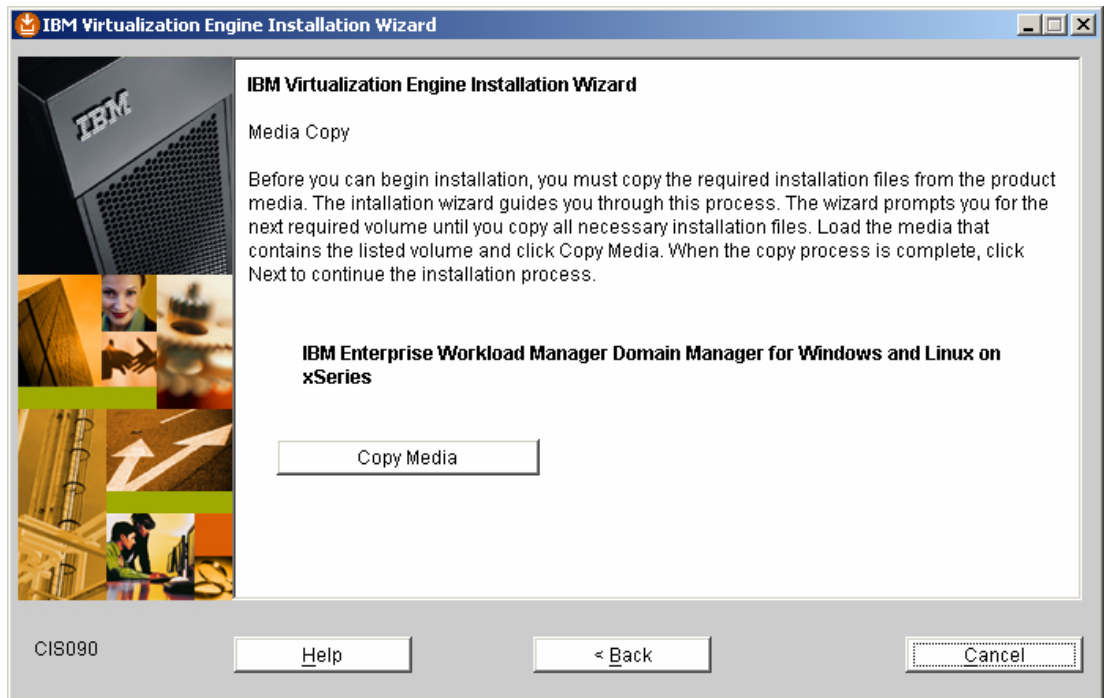 IBM Virtualization Engine Installation Wizard
IBM
IBM Virtualization Engine Installation Wizard
Media Copy
Before you can begin installation, you must copy the required installation files from the product
media. The intallation wizard guides you through this process. The wizard prompts you for the
next required volume until you copy all necessary installation files. Load the media that
contains the listed volume and click Copy Media. When the copy process is complete, click
Next to continue the installation process.
IBM Enterprise Workload Manager Domain Manager for Windows and Linux on
xSeries
Copy Media
CIS090
Help
< Back
Cancel